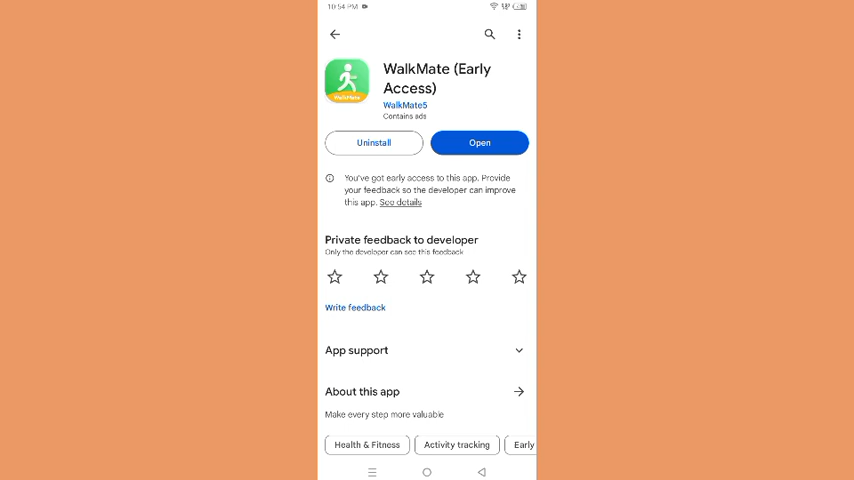 10:54 PM
WalkMate (Early
Access)
WalkMate
WalkMate5
Contains ads
Uninstall
Open
You've got early access to this app. Provide
your feedback so the developer can improve
this app. See details
Private feedback to developer
Only the developer can see this feedback
Write feedback
App support
About this app
Make every step more valuable
Health & Fitness
Activity tracking
Early